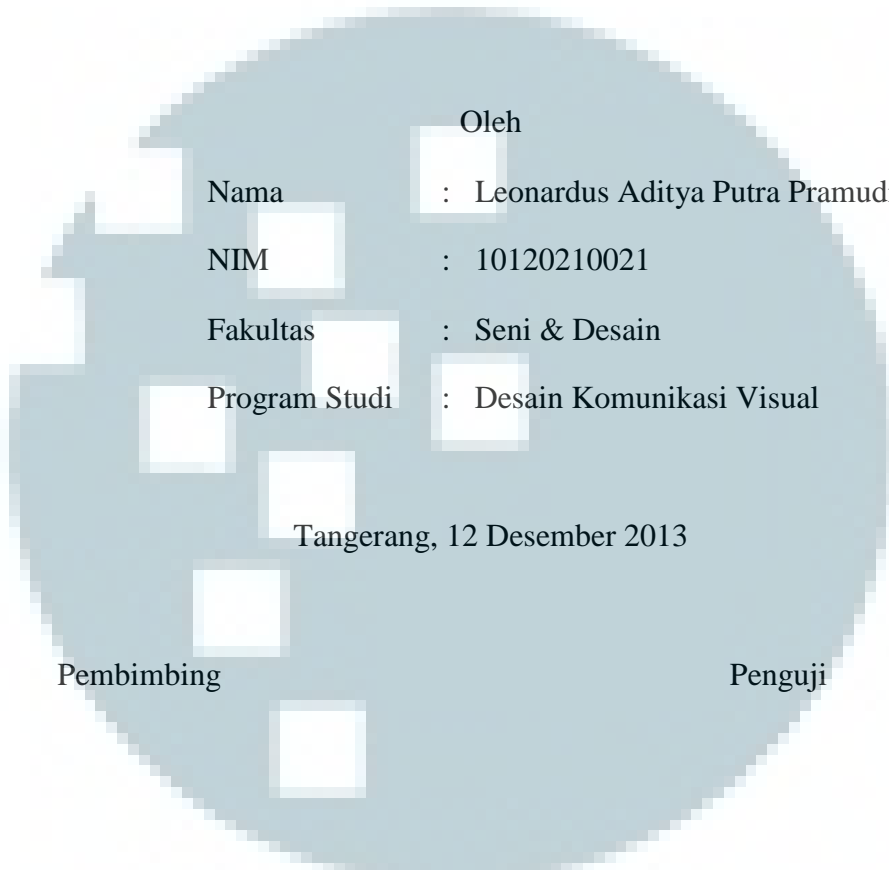 Oleh
Nama : Leonardus Aditya Putra Pramudi
NIM : 10120210021
Fakultas : Seni & Desain
Program Studi : Desain Komunikasi Visual
Tangerang, 12 Desember 2013
Pembimbing Penguji